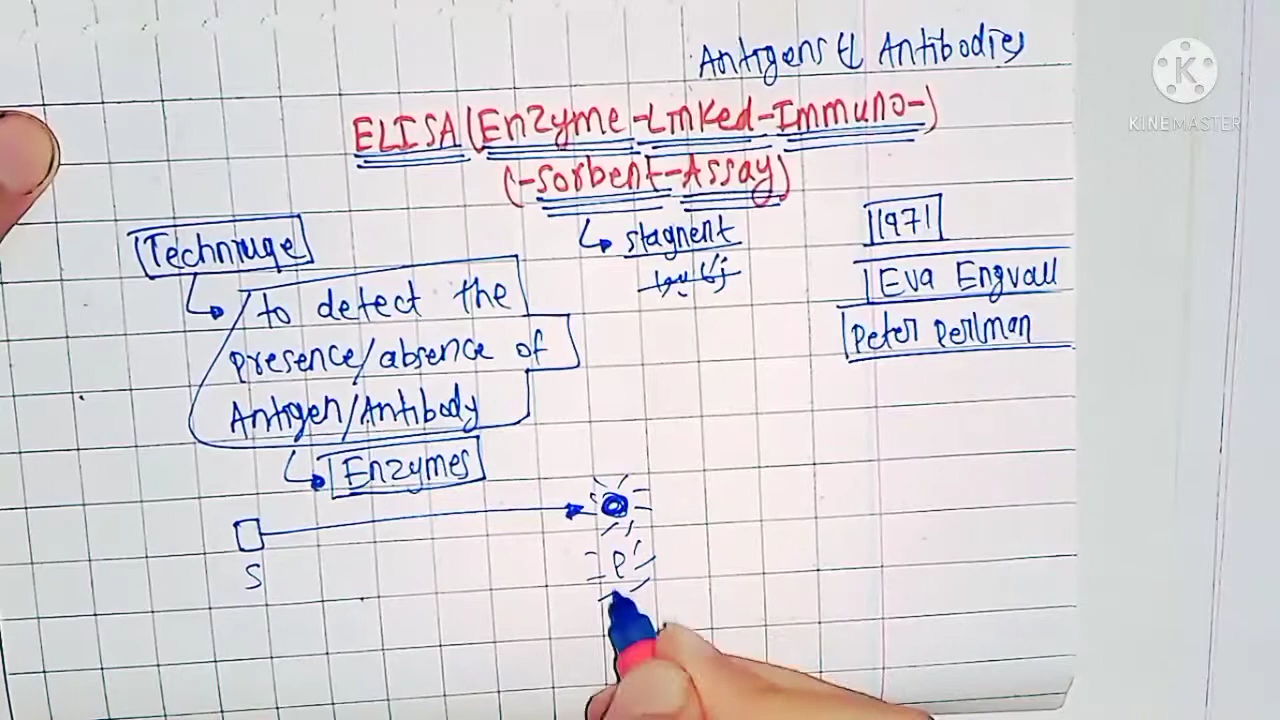 Antigens & Antibodies
ELISA (Enzyme-Linked-Immuno-)
(-Sorbent-Assay)
Technique
to detect the
presence/absence of
Antigen/Antibody
Enzymes
S
P
stagnent
1971
Eva Engvall
Peter Perlman
K
KINEMASTER